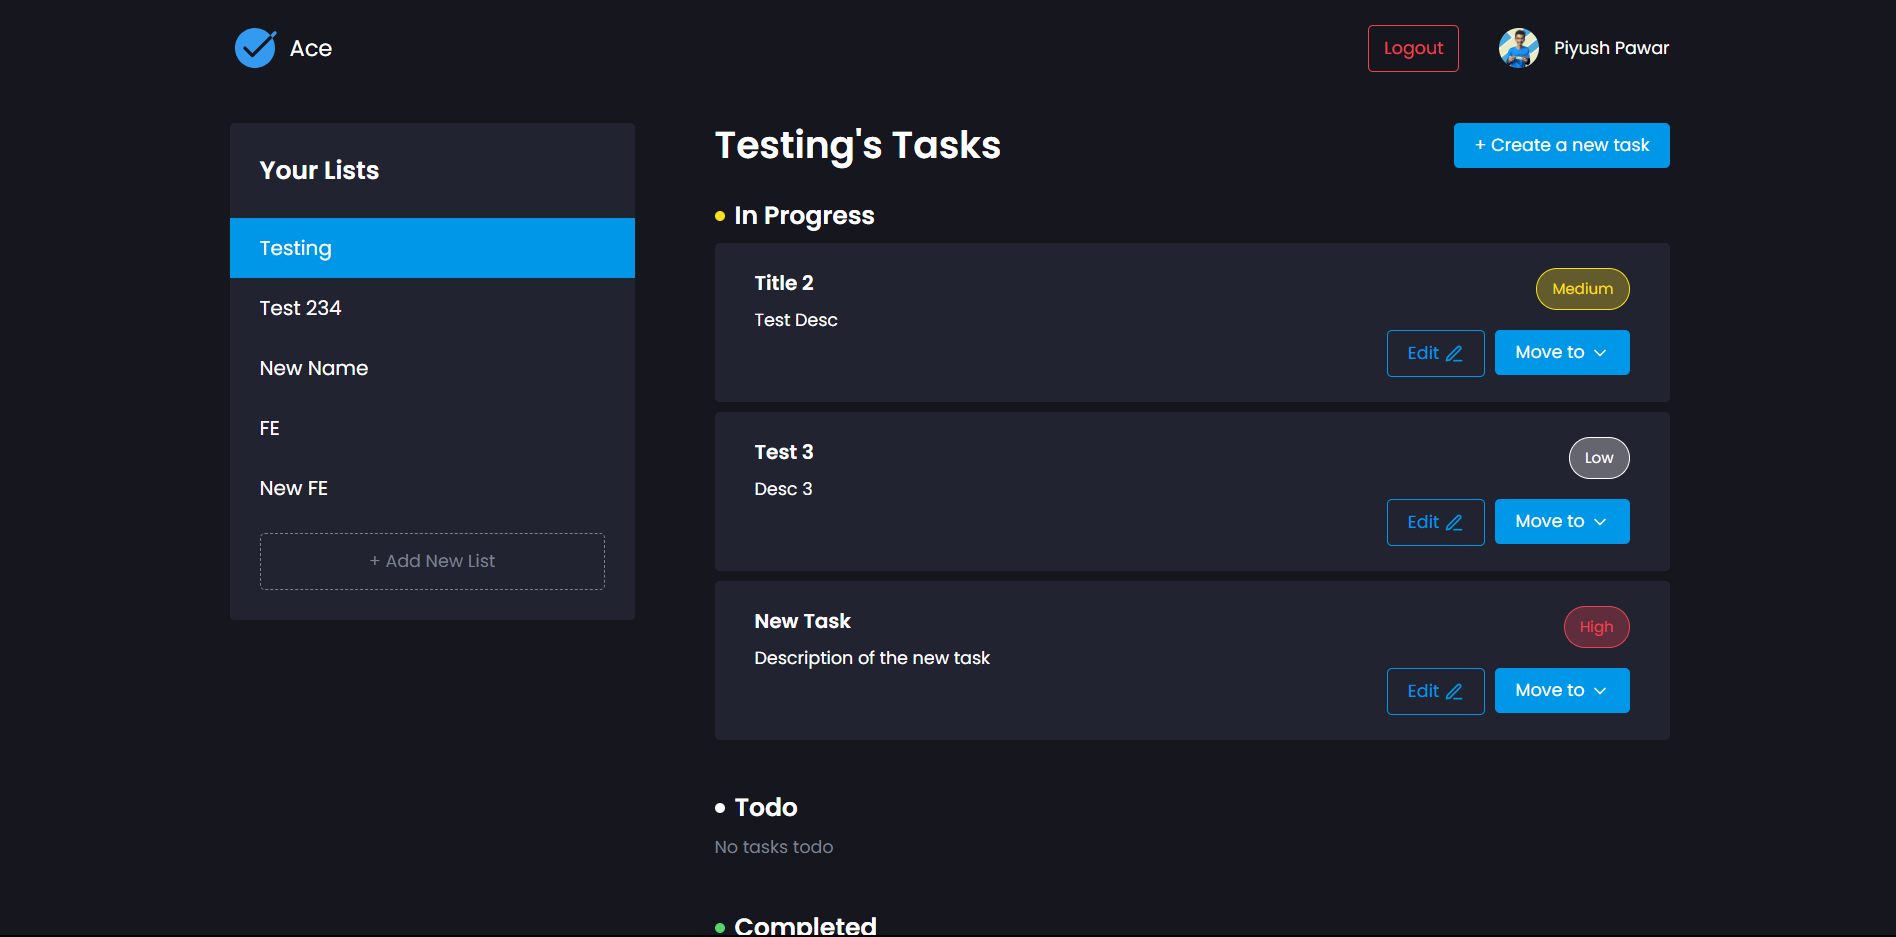 Ace
Logout
Piyush Pawar
Your Lists
Testing
Test 234
New Name
FE
New FE
+ Add New List
Testing's Tasks
+ Create a new task
In Progress
Title 2
Medium
Test Desc
Edit
Move to
Test 3
Low
Desc 3
Edit
Move to
New Task
High
Description of the new task
Edit
Move to
Todo
No tasks todo
Completed